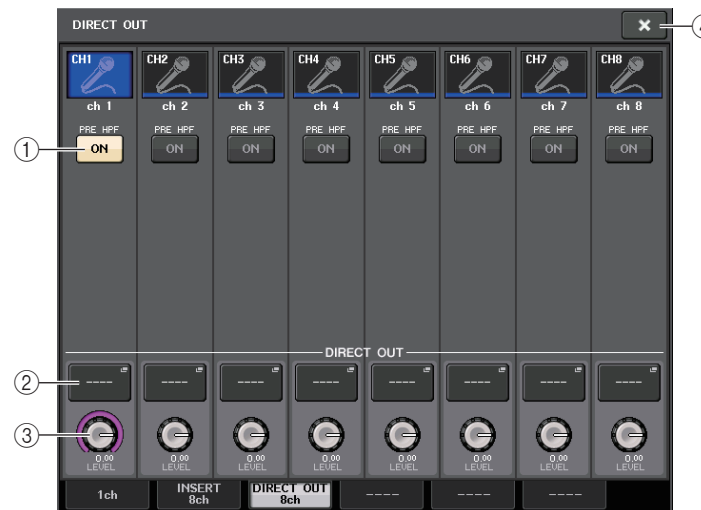 DIRECT OUT
CH1 CH2 CH3 CH4 CH5 CH6 CH7 CH8
ch 1 ch 2 ch 3 ch 4 ch 5 ch 6 ch 7 ch 8
PRE HPF PRE HPF PRE HPF PRE HPF PRE HPF PRE HPF PRE HPF PRE HPF
① ON ON ON ON ON ON ON ON
DIRECT OUT
② ---- ---- ---- ---- ---- ---- ---- ----
③
0.00 0.00 0.00 0.00 0.00 0.00 0.00 0.00
LEVEL LEVEL LEVEL LEVEL LEVEL LEVEL LEVEL LEVEL
1ch INSERT 8ch DIRECT OUT 8ch ---- ---- ----